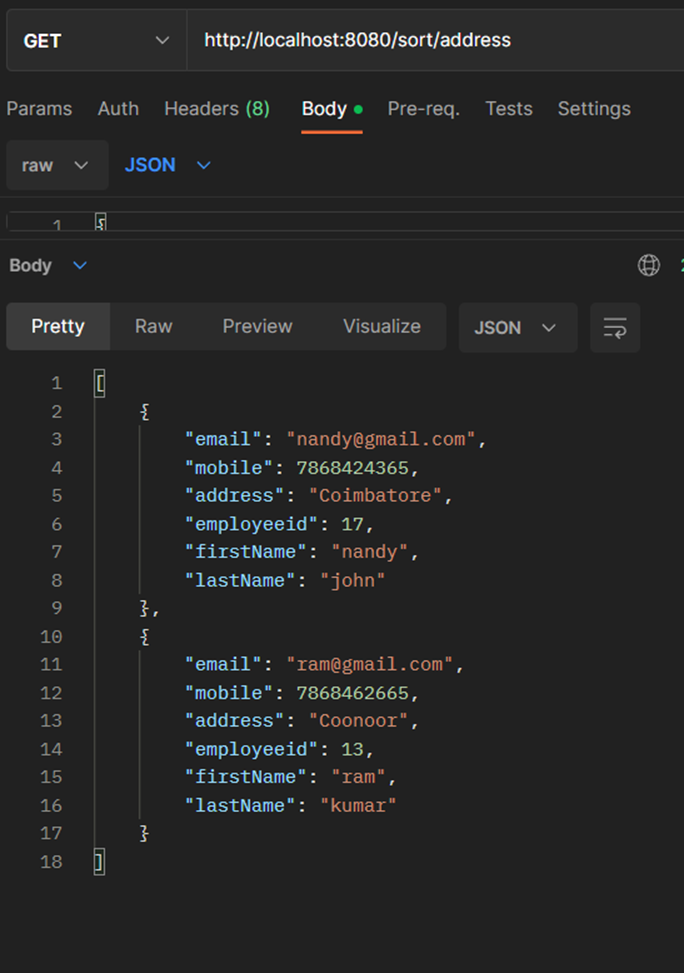 GET http://localhost:8080/sort/address
Params Auth Headers (8) Body Pre-req. Tests Settings
raw JSON
1 {
Body
Pretty Raw Preview Visualize JSON
1 [
2 {
3 "email": "nandy@gmail.com",
4 "mobile": 7868424365,
5 "address": "Coimbatore",
6 "employeeid": 17,
7 "firstName": "nandy",
8 "lastName": "john"
9 },
10 {
11 "email": "ram@gmail.com",
12 "mobile": 7868462665,
13 "address": "Coonoor",
14 "employeeid": 13,
15 "firstName": "ram",
16 "lastName": "kumar"
17 }
18 ]